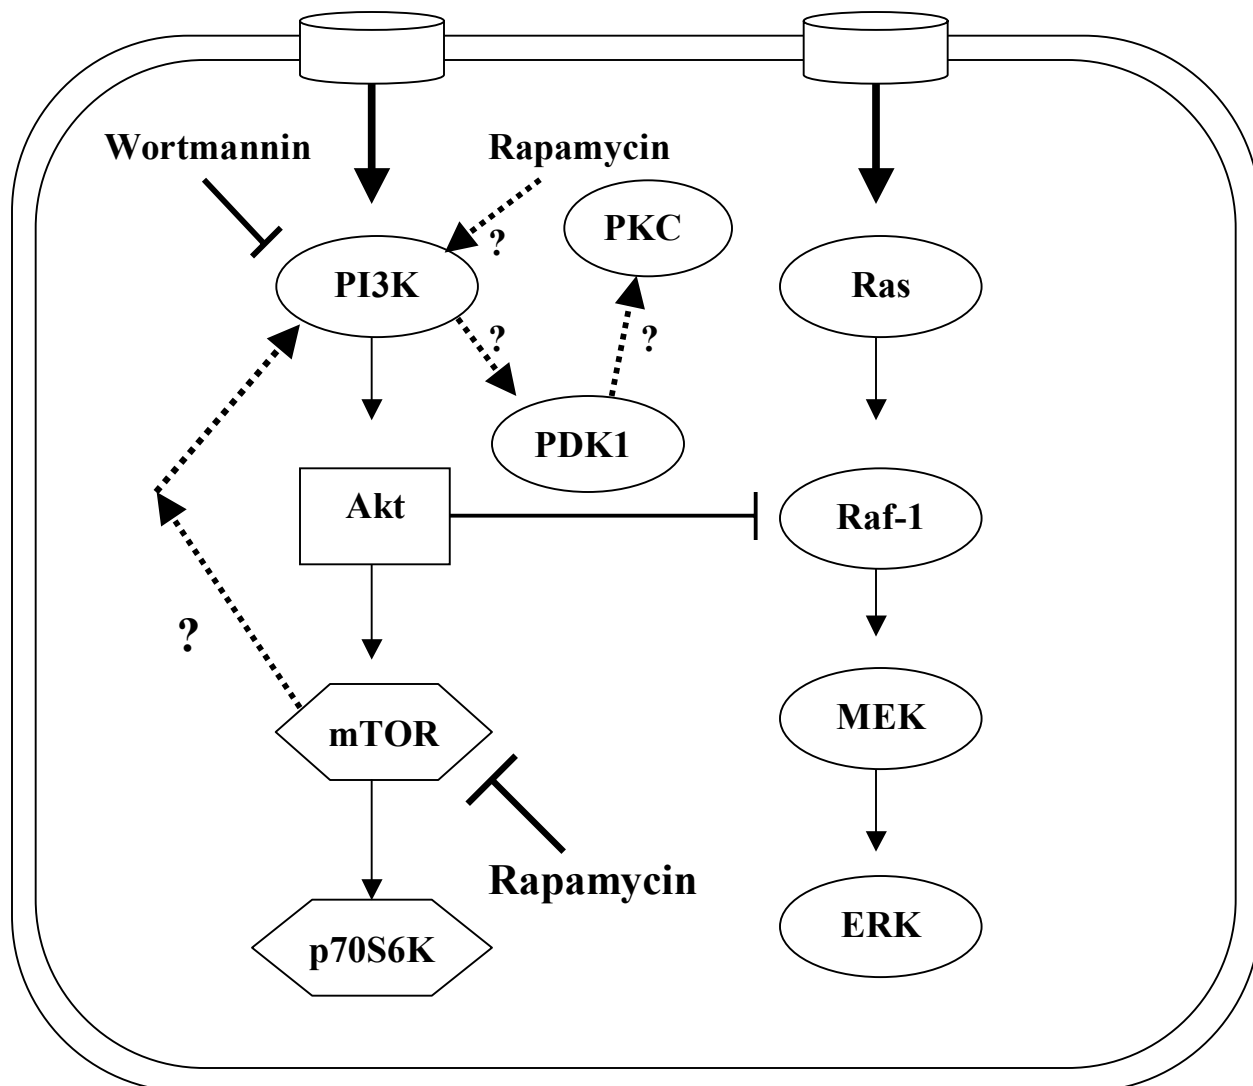 Wortmannin
Rapamycin
PKC
?
PI3K
Ras
?
?
PDK1
Akt
Raf-1
?
mTOR
MEK
Rapamycin
p70S6K
ERK